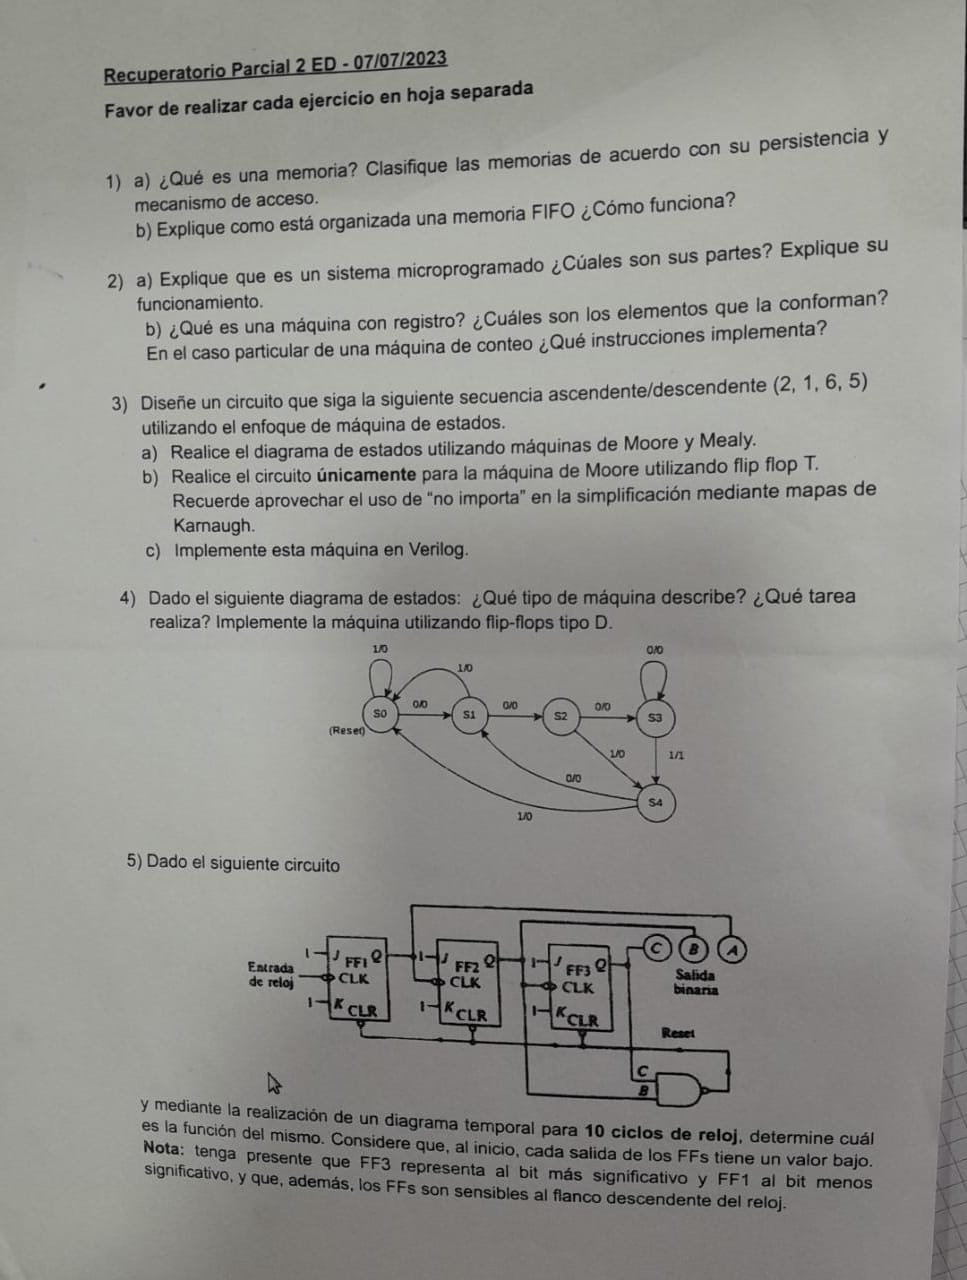 Recuperatorio Parcial 2 ED - 07/07/2023
Favor de realizar cada ejercicio en hoja separada
1) a) ¿Qué es una memoria? Clasifique las memorias de acuerdo con su persistencia y
mecanismo de acceso.
b) Explique como está organizada una memoria FIFO ¿Cómo funciona?
2) a) Explique que es un sistema microprogramado ¿Cúales son sus partes? Explique su
funcionamiento.
b) ¿Qué es una máquina con registro? ¿Cuáles son los elementos que la conforman?
En el caso particular de una máquina de conteo ¿Qué instrucciones implementa?
3) Diseñe un circuito que siga la siguiente secuencia ascendente/descendente (2, 1, 6, 5)
utilizando el enfoque de máquina de estados.
a) Realice el diagrama de estados utilizando máquinas de Moore y Mealy.
b) Realice el circuito únicamente para la máquina de Moore utilizando flip flop T.
Recuerde aprovechar el uso de “no importa” en la simplificación mediante mapas de
Karnaugh.
c) Implemente esta máquina en Verilog.
4) Dado el siguiente diagrama de estados: ¿Qué tipo de máquina describe? ¿Qué tarea
realiza? Implemente la máquina utilizando flip-flops tipo D.
1/0 0/0
1/0
0/0 0/0 0/0
S0 S1 S2 S3
(Reset)
1/0 1/1
0/0
S4
1/0
5) Dado el siguiente circuito
C B A
1 J Q 1 J Q 1 J Q
FF1 FF2 FF3
Entrada
de reloj
CLK CLK CLK
Salida
binaria
1 K CLR 1 K CLR 1 K CLR
Reset
C
B
y mediante la realización de un diagrama temporal para 10 ciclos de reloj, determine cuál
es la función del mismo. Considere que, al inicio, cada salida de los FFs tiene un valor bajo.
Nota: tenga presente que FF3 representa al bit más significativo y FF1 al bit menos
significativo, y que, además, los FFs son sensibles al flanco descendente del reloj.